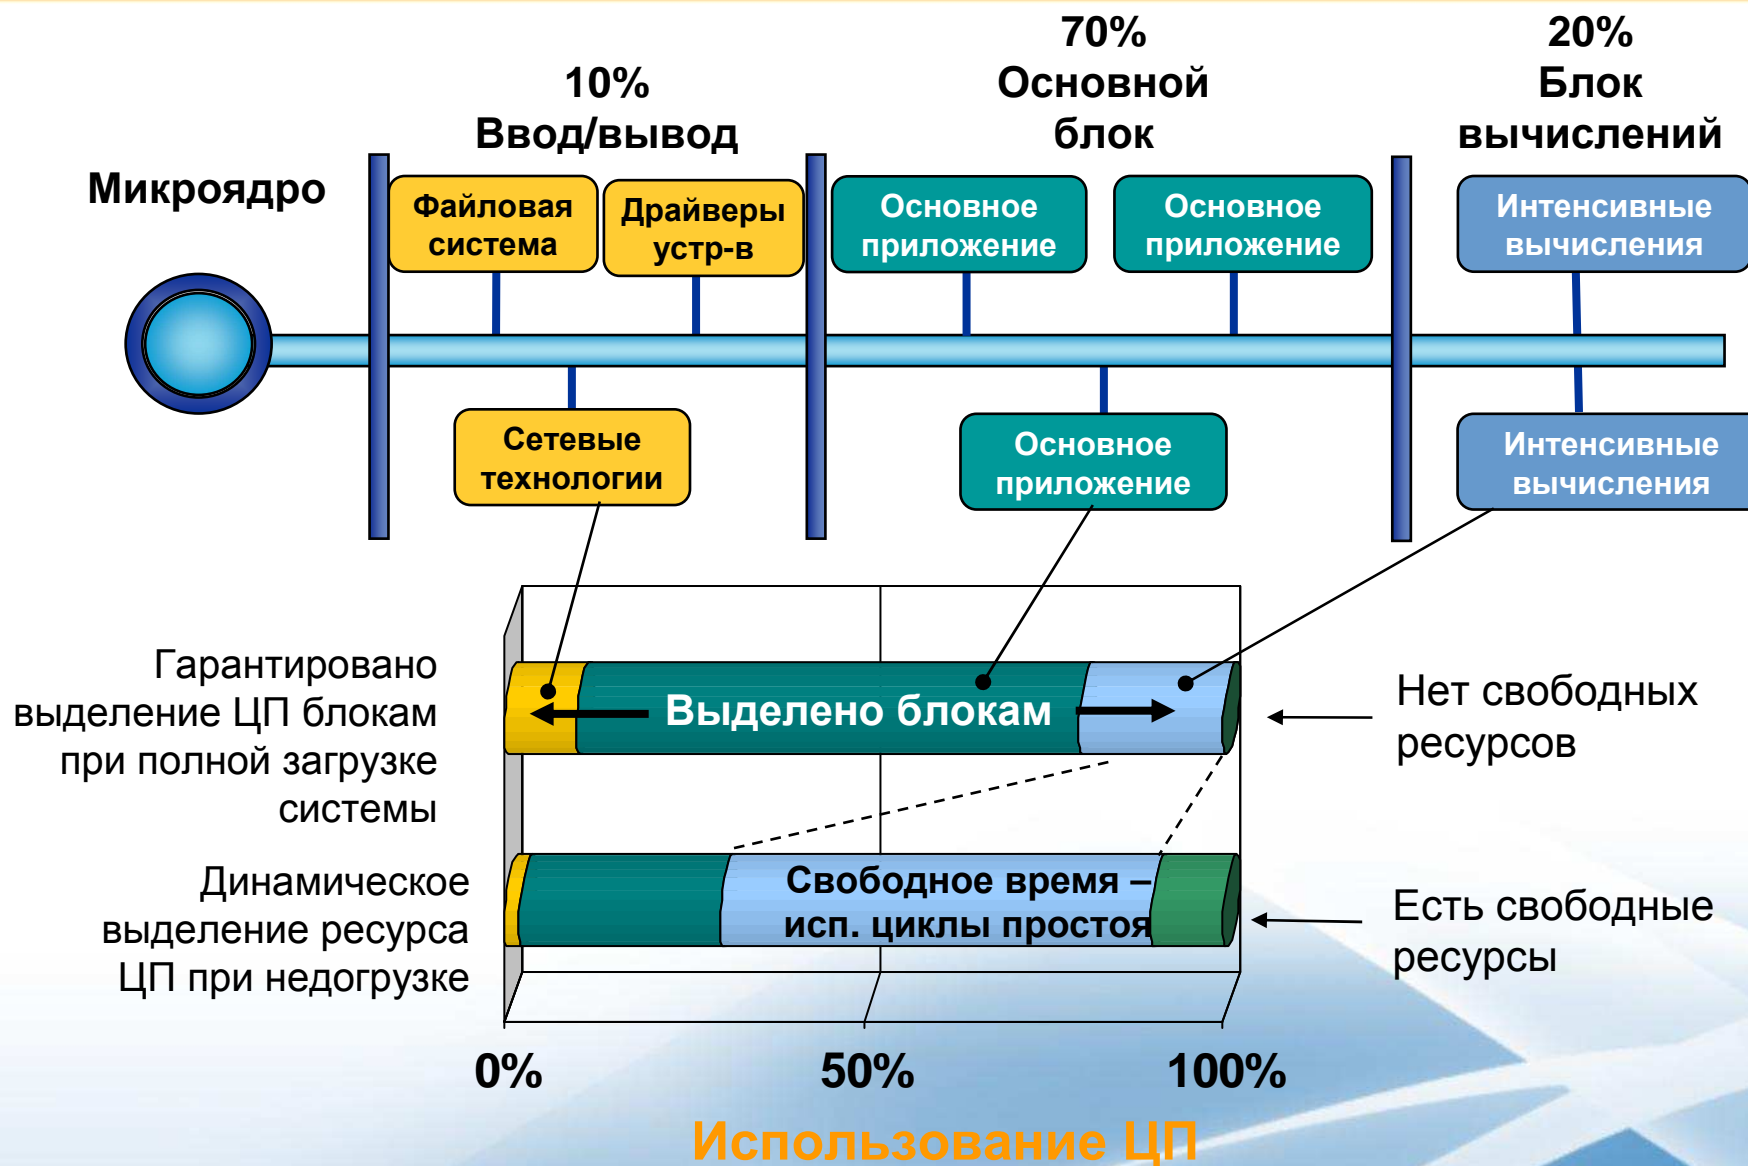 10%
Ввод/вывод
70%
Основной
блок
20%
Блок
вычислений
Микроядро
Файловая
система
Драйверы
устр-в
Основное
приложение
Основное
приложение
Интенсивные
вычисления
Сетевые
технологии
Основное
приложение
Интенсивные
вычисления
Гарантировано
выделение ЦП блокам
при полной загрузке
системы
Выделено блокам
Нет свободных
ресурсов
Динамическое
выделение ресурса
ЦП при недогрузке
Свободное время –
исп. циклы простоя
Есть свободные
ресурсы
0%
50%
100%
Использование ЦП